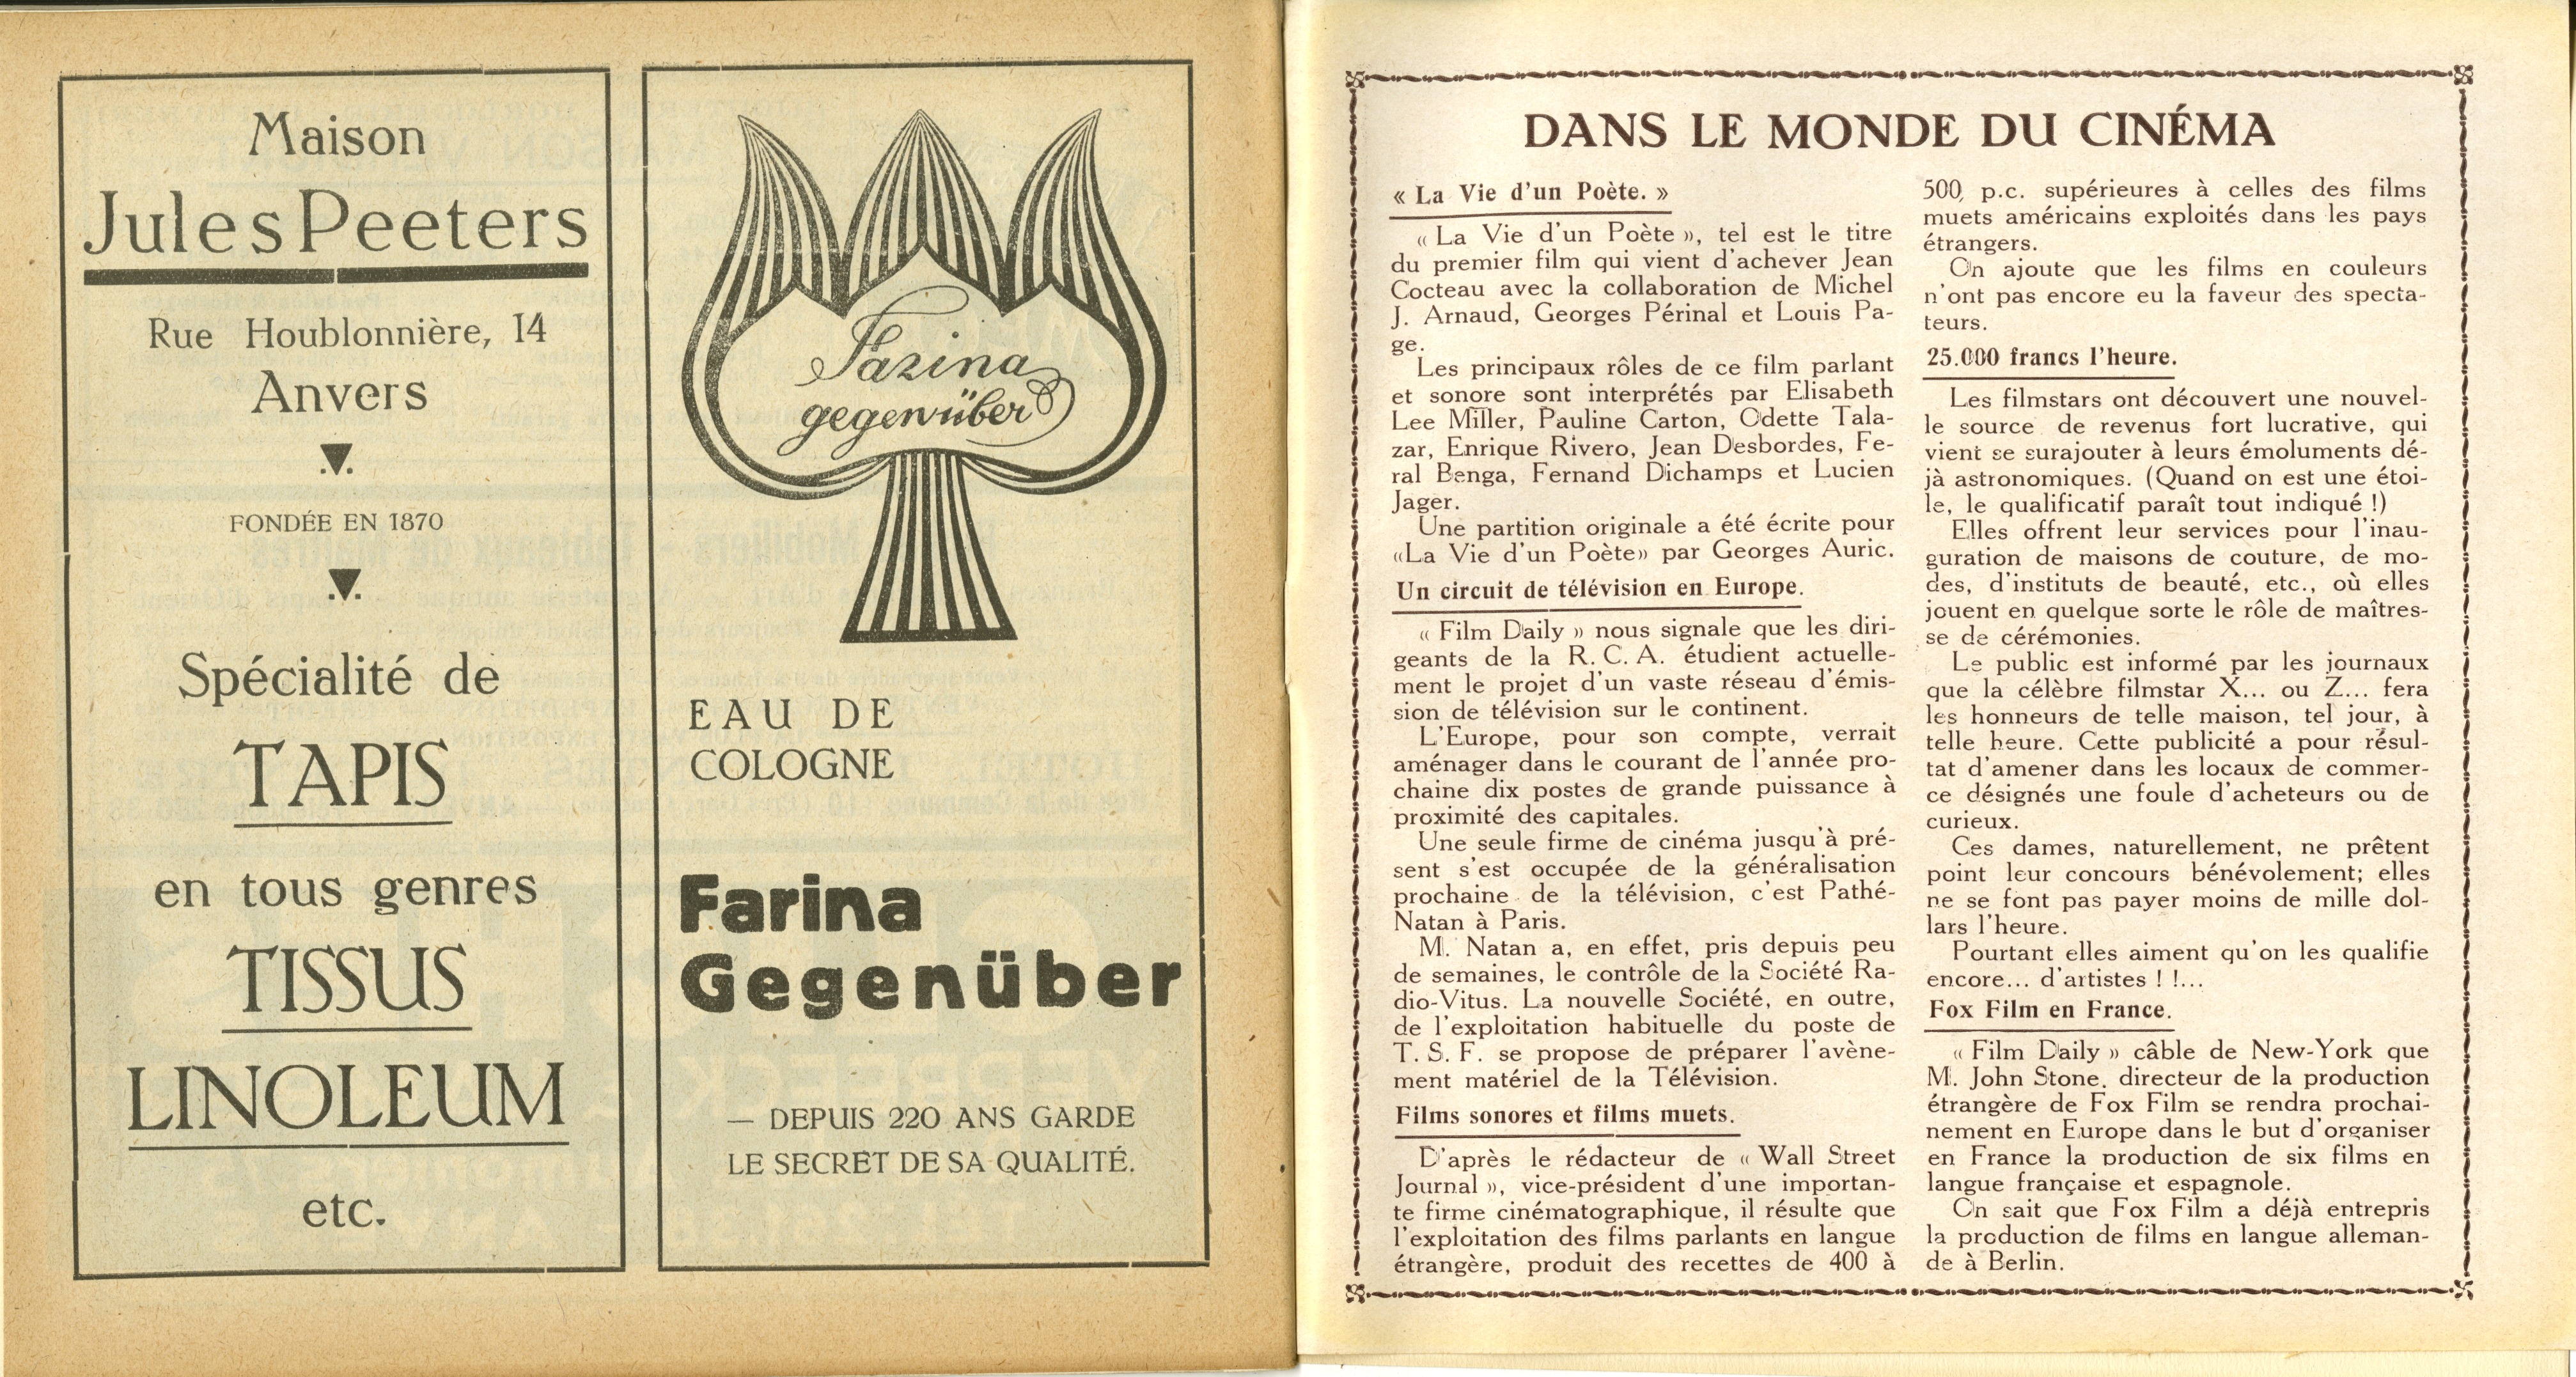 Maison
Jules Peeters
Rue Houblonnière, 14
Anvers
FONDÉE EN 1870
Spécialité de
TAPIS
en tous genres
TISSUS
LINOLEUM
etc.
Farina
gegenüber
EAU DE
COLOGNE
Farina
Gegenüber
— DEPUIS 220 ANS GARDE
LE SECRET DE SA QUALITÉ.
DANS LE MONDE DU CINÉMA
« La Vie d'un Poète. »
« La Vie d'un Poète », tel est le titre
du premier film qui vient d'achever Jean
Cocteau avec la collaboration de Michel
J. Arnaud, Georges Périnal et Louis Pa-
ge.
Les principaux rôles de ce film parlant
et sonore sont interprétés par Elisabeth
Lee Miller, Pauline Carton, Odette Tala-
zar, Enrique Rivero, Jean Desbordes, Fe-
ral Benga, Fernand Dichamps et Lucien
Jager.
Une partition originale a été écrite pour
«La Vie d'un Poète» par Georges Auric.
Un circuit de télévision en Europe.
« Film Daily » nous signale que les diri-
geants de la R. C. A. étudient actuelle-
ment le projet d'un vaste réseau d'émis-
sion de télévision sur le continent.
L'Europe, pour son compte, verrait
aménager dans le courant de l'année pro-
chaine dix postes de grande puissance à
proximité des capitales.
Une seule firme de cinéma jusqu'à pré-
sent s'est occupée de la généralisation
prochaine de la télévision, c'est Pathé-
Natan à Paris.
M. Natan a, en effet, pris depuis peu
de semaines, le contrôle de la Société Ra-
dio-Vitus. La nouvelle Société, en outre,
de l'exploitation habituelle du poste de
T. S. F. se propose de préparer l'avène-
ment matériel de la Télévision.
Films sonores et films muets.
D'après le rédacteur de « Wall Street
Journal », vice-président d'une importan-
te firme cinématographique, il résulte que
l'exploitation des films parlants en langue
étrangère, produit des recettes de 400 à
500 p.c. supérieures à celles des films
muets américains exploités dans les pays
étrangers.
On ajoute que les films en couleurs
n'ont pas encore eu la faveur des specta-
teurs.
25.000 francs l'heure.
Les filmstars ont découvert une nouvel-
le source de revenus fort lucrative, qui
vient se surajouter à leurs émoluments dé-
jà astronomiques. (Quand on est une étoi-
le, le qualificatif paraît tout indiqué !)
Elles offrent leur services pour l'inau-
guration de maisons de couture, de mo-
des, d'instituts de beauté, etc., où elles
jouent en quelque sorte le rôle de maîtres-
se de cérémonies.
Le public est informé par les journaux
que la célèbre filmstar X... ou Z... fera
les honneurs de telle maison, tel jour, à
telle heure. Cette publicité a pour résul-
tat d'amener dans les locaux de commer-
ce désignés une foule d'acheteurs ou de
curieux.
Ces dames, naturellement, ne prêtent
point leur concours bénévolement; elles
ne se font pas payer moins de mille dol-
lars l'heure.
Pourtant elles aiment qu'on les qualifie
encore... d'artistes ! !...
Fox Film en France.
« Film Daily » câble de New-York que
M. John Stone, directeur de la production
étrangère de Fox Film se rendra prochai-
nement en Europe dans le but d'organiser
en France la production de six films en
langue française et espagnole.
On sait que Fox Film a déjà entrepris
la production de films en langue alleman-
de à Berlin.